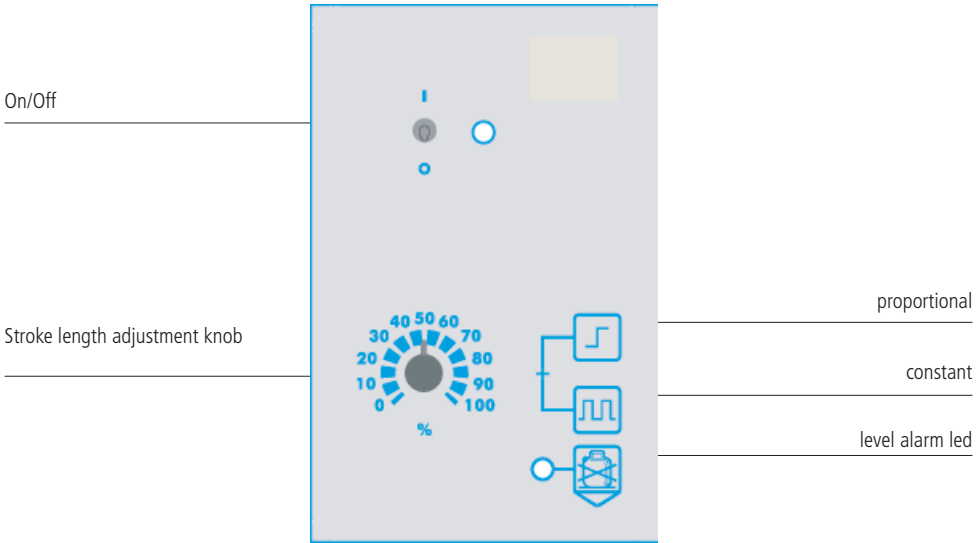 On/Off
I
O
Stroke length adjustment knob
0
10
20
30
40
50
60
70
80
90
100
%
proportional
constant
level alarm led